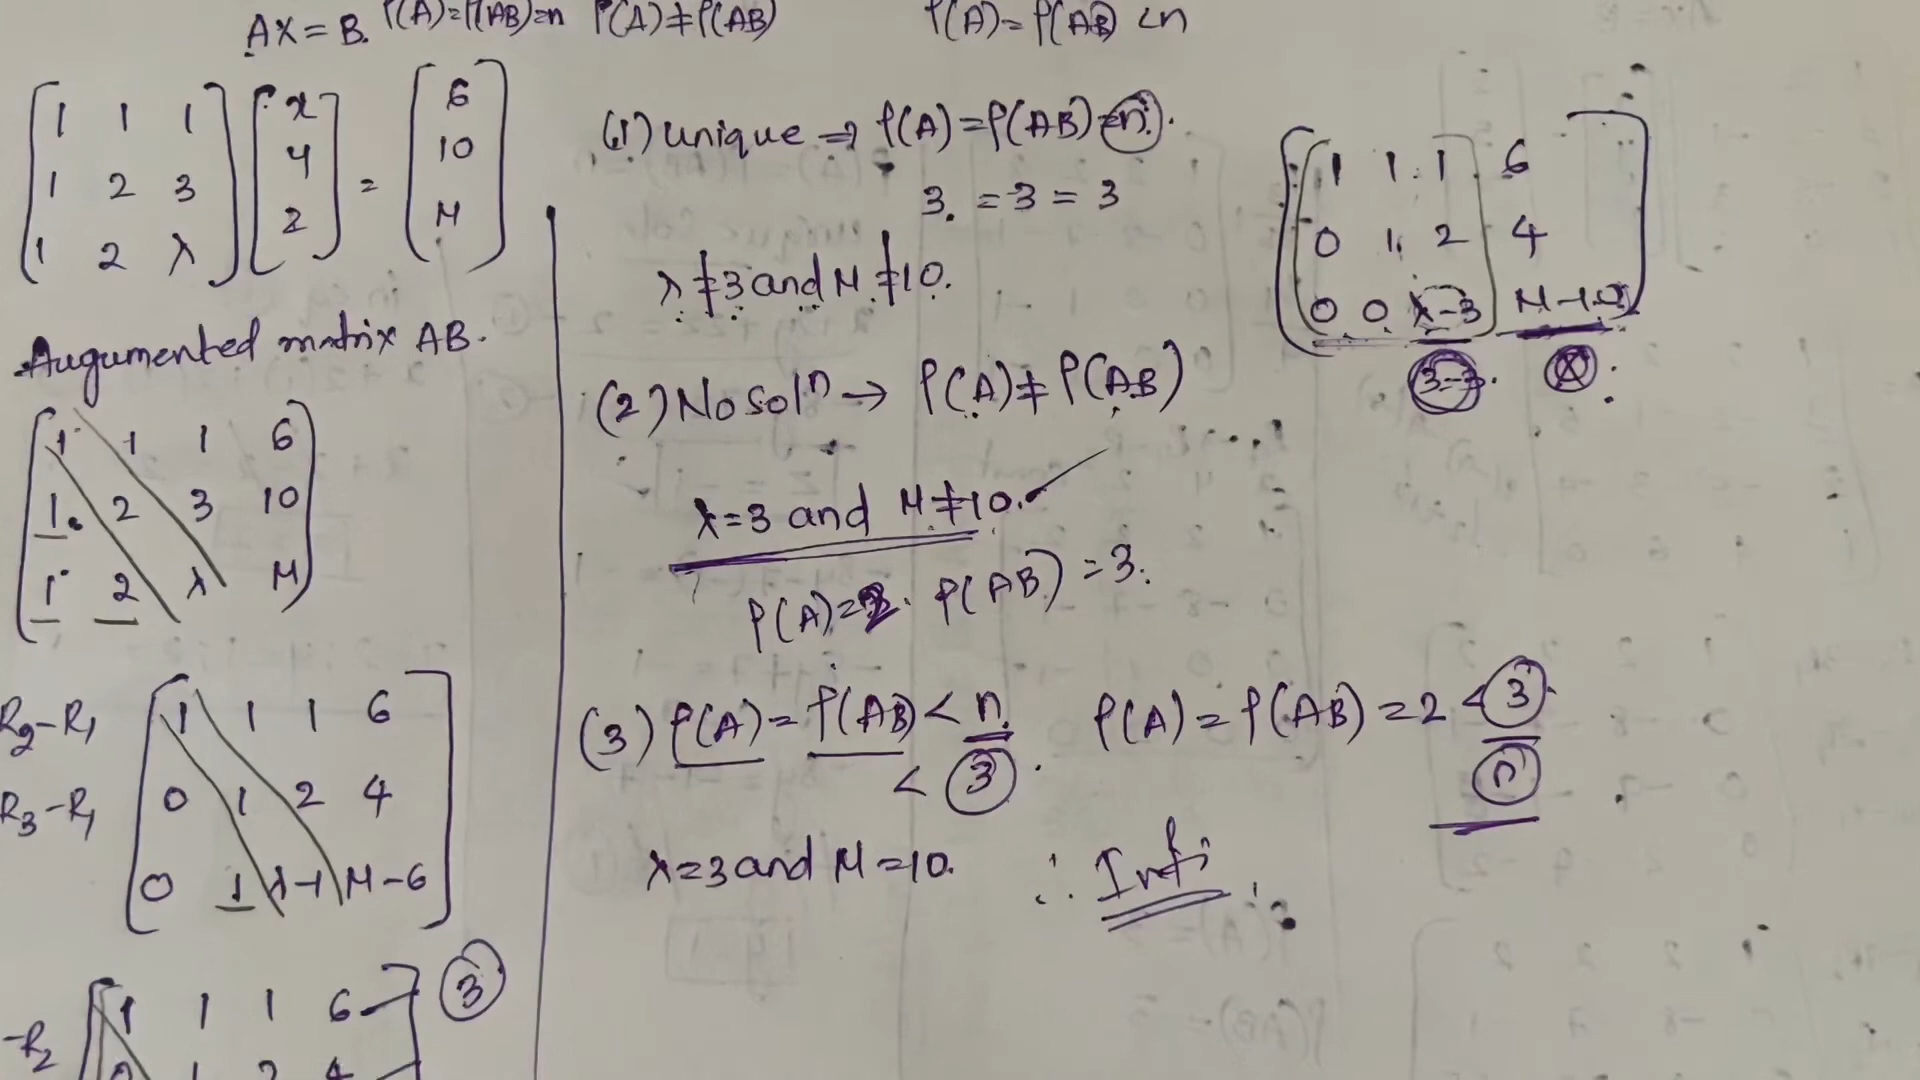 AX = B. ρ(A)=ρ(AB)=n ρ(A)≠ρ(AB) ρ(A)=ρ(AB) <n
[1 1 1] [x] = [6]
[1 2 3] [y] = [10]
[1 2 λ] [z] = [M]
Augumented matrix AB.
1 1 1 6
1. 2 3 10
1 2 λ M
R2-R1
R3-R1
1 1 1 6
0 1 2 4
0 1 λ-1 M-6
3
-R2
1 1 1 6
0 1 2 4
(1) unique ⇒ ρ(A)=ρ(AB)=n.
3. =3 = 3
λ≠3 and M≠10.
(2) No solⁿ → ρ(A)≠ρ(AB)
λ=3 and M≠10.
ρ(A)=2. ρ(AB)=3.
(3) ρ(A)=ρ(AB)< n. ρ(A)=ρ(AB)=2 <3.
< 3. n
λ=3 and M=10. ∴ Infi
1 1 1 6
0 1 2 4
0 0 λ-3 M-10
3-3.